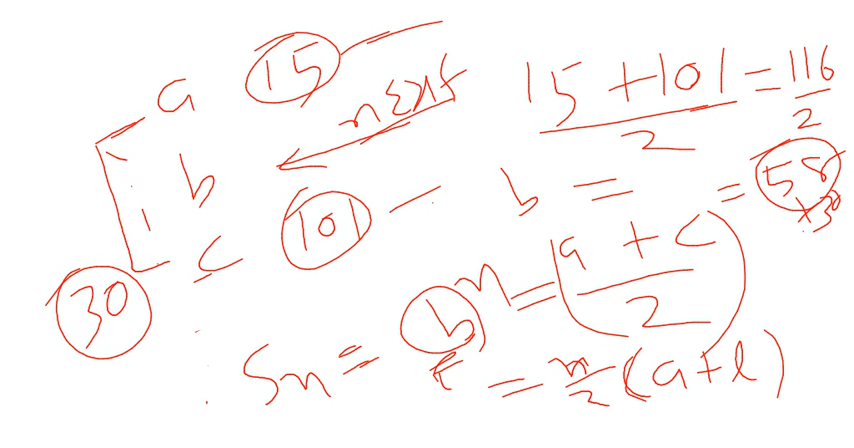 a 15
next
15 + 101 = 116
2 2
b
c 101
30
b = = 58
×30
n = (a + c)
2
Sn = b = n/2 (a + l)